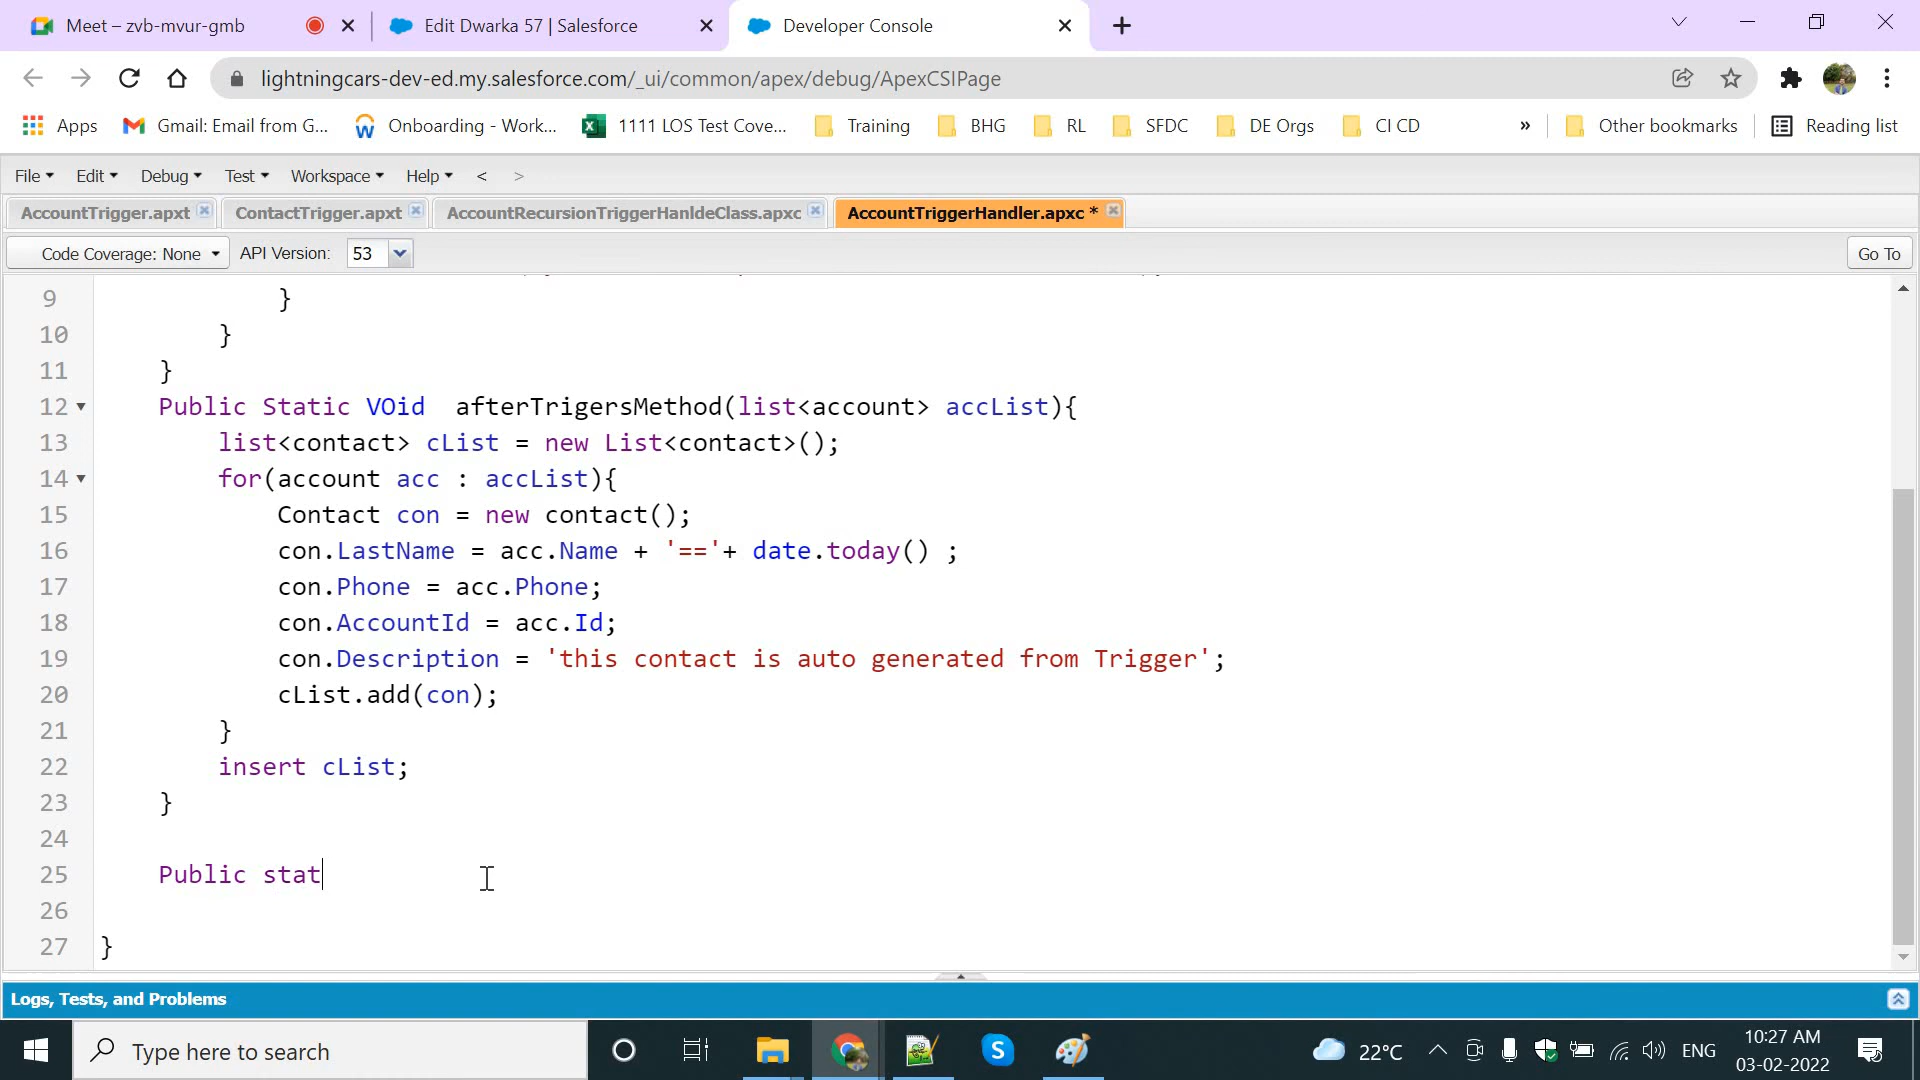 Meet – zvb-mvur-gmb
Edit Dwarka 57 | Salesforce
Developer Console
lightningcars-dev-ed.my.salesforce.com/_ui/common/apex/debug/ApexCSIPage
Apps
Gmail: Email from G...
Onboarding - Work...
1111 LOS Test Cove...
Training
BHG
RL
SFDC
DE Orgs
CI CD
»
Other bookmarks
Reading list
File
Edit
Debug
Test
Workspace
Help
<
>
AccountTrigger.apxt
ContactTrigger.apxt
AccountRecursionTriggerHanldeClass.apxc
AccountTriggerHandler.apxc *
Code Coverage: None
API Version:
53
Go To
9 }
10 }
11 }
12 Public Static VOid  afterTrigersMethod(list<account> accList){
13 list<contact> cList = new List<contact>();
14 for(account acc : accList){
15 Contact con = new contact();
16 con.LastName = acc.Name + '=='+ date.today() ;
17 con.Phone = acc.Phone;
18 con.AccountId = acc.Id;
19 con.Description = 'this contact is auto generated from Trigger';
20 cList.add(con);
21 }
22 insert cList;
23 }
24
25 Public stat
26
27 }
Logs, Tests, and Problems
Type here to search
22°C
ENG
10:27 AM
03-02-2022